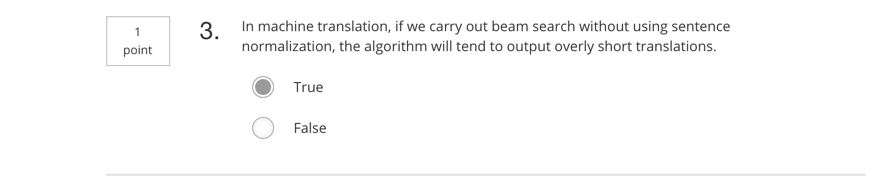 1
point
3.
In machine translation, if we carry out beam search without using sentence
normalization, the algorithm will tend to output overly short translations.
True
False